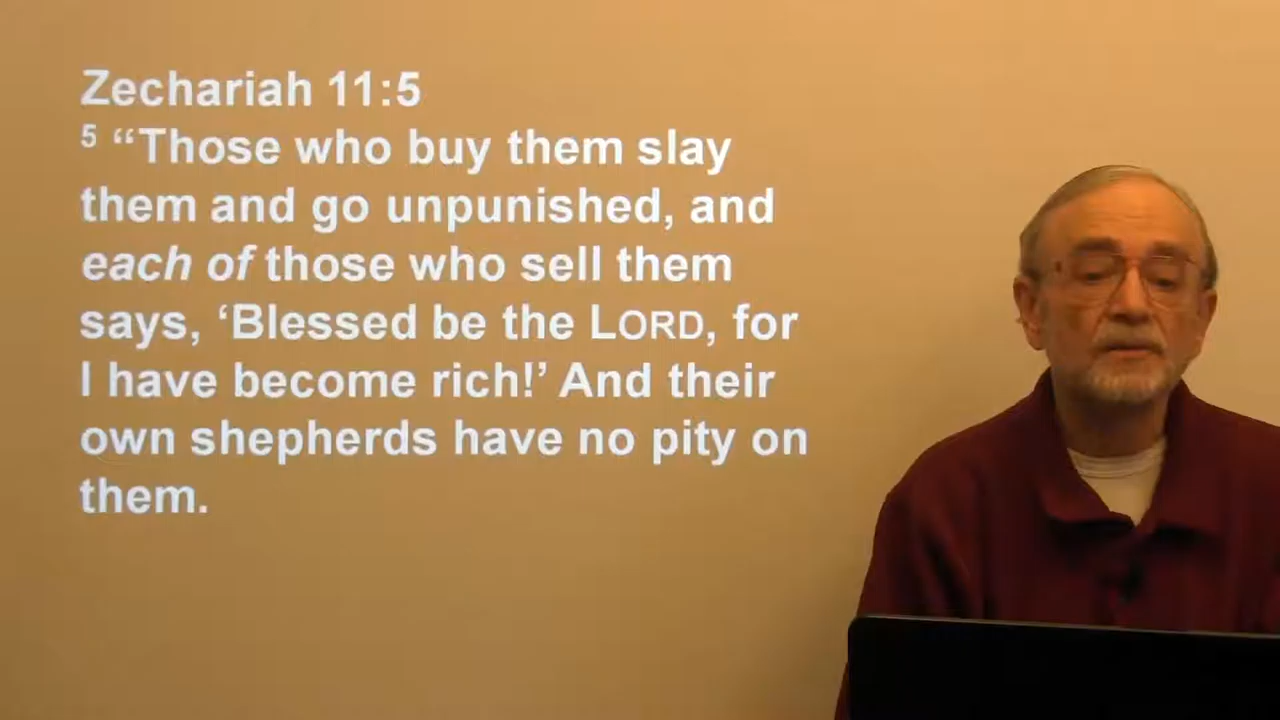 Zechariah 11:5
5 “Those who buy them slay
them and go unpunished, and
each of those who sell them
says, ‘Blessed be the LORD, for
I have become rich!’ And their
own shepherds have no pity on
them.